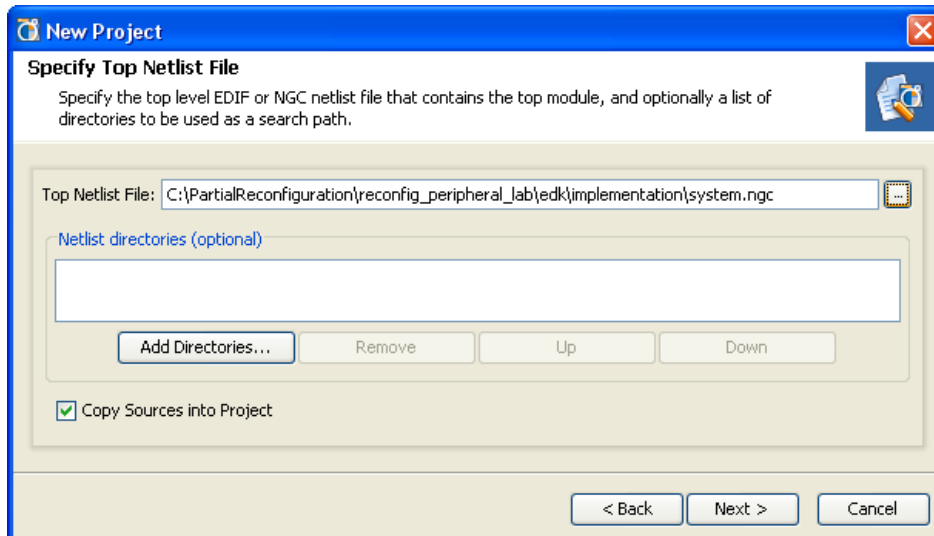 New Project
Specify Top Netlist File
Specify the top level EDIF or NGC netlist file that contains the top module, and optionally a list of
directories to be used as a search path.
Top Netlist File: C:\PartialReconfiguration\reconfig_peripheral_lab\edk\implementation\system.ngc ...
Netlist directories (optional)
Add Directories... Remove Up Down
Copy Sources into Project
< Back Next > Cancel